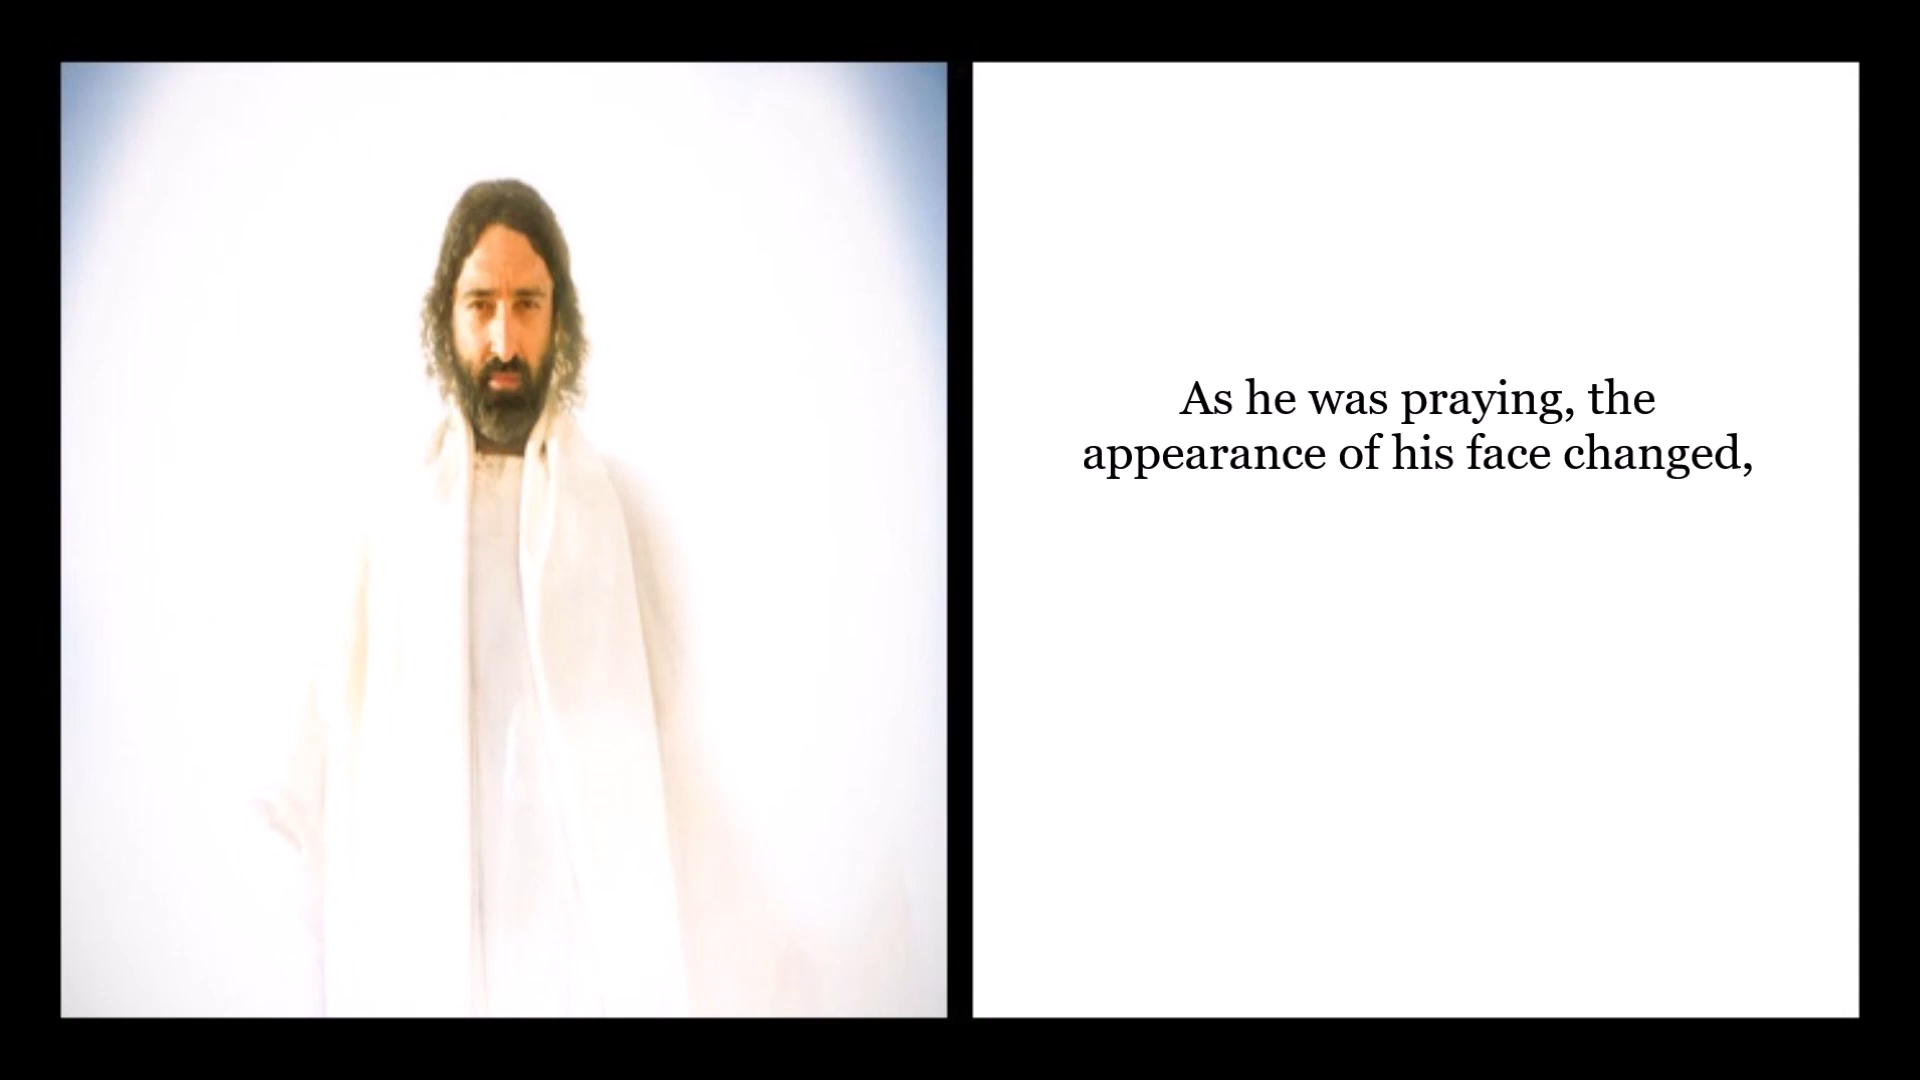 As he was praying, the
appearance of his face changed,